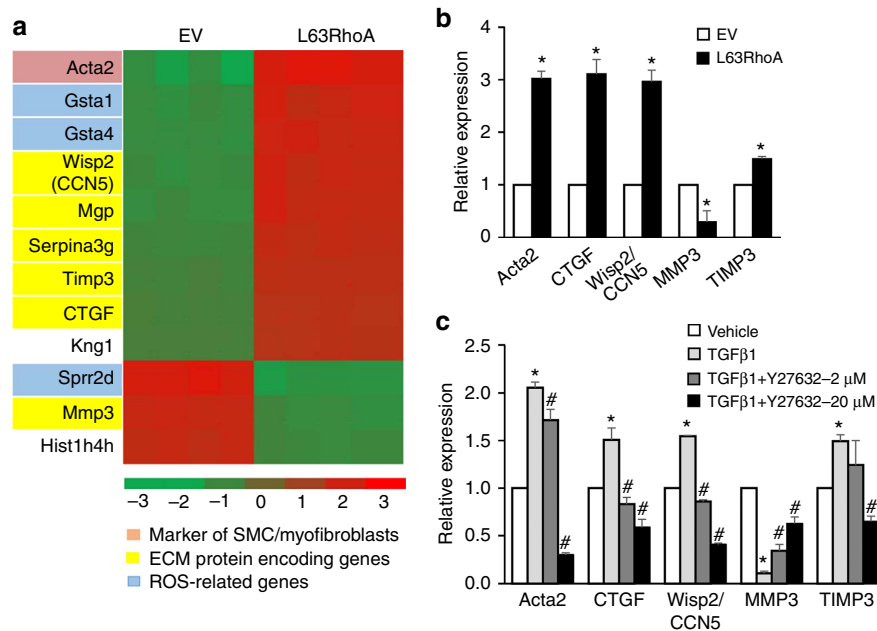 a
EV L63RhoA
Acta2
Gsta1
Gsta4
Wisp2
(CCN5)
Mgp
Serpina3g
Timp3
CTGF
Kng1
Sprr2d
Mmp3
Hist1h4h
−3 −2 −1 0 1 2 3
Marker of SMC/myofibroblasts
ECM protein encoding genes
ROS-related genes
b
EV
L63RhoA
Relative expression
4
3
2
1
0
* * * * *
Acta2 CTGF Wisp2/ MMP3 TIMP3
CCN5
c
Vehicle
TGFβ1
TGFβ1+Y27632–2 μM
TGFβ1+Y27632–20 μM
Relative expression
2.5
2.0
1.5
1.0
0.5
0.0
* # # * # # * # # * # # * #
Acta2 CTGF Wisp2/ MMP3 TIMP3
CCN5